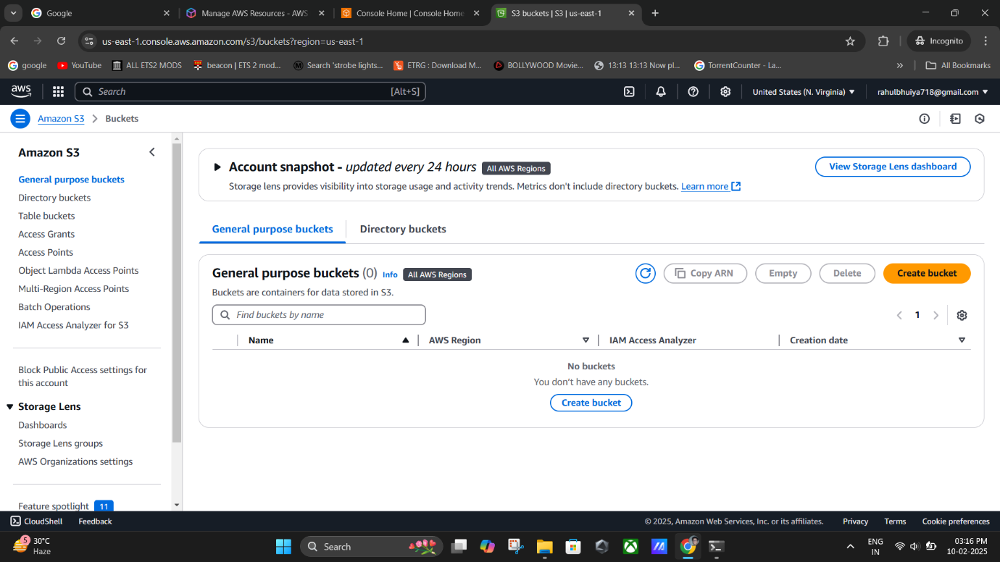 Google
Manage AWS Resources - AWS
Console Home | Console Home
S3 buckets | S3 | us-east-1
us-east-1.console.aws.amazon.com/s3/buckets?region=us-east-1
Incognito
google
YouTube
ALL ETS2 MODS
beacon | ETS 2 mod...
Search 'strobe lights...
ETRG : Download M...
BOLLYWOOD Movie...
13:13 13:13 Now pl...
TorrentCounter - La...
All Bookmarks
aws
Search
[Alt+S]
United States (N. Virginia)
rahulbhuiya718@gmail.com
Amazon S3
Buckets
Amazon S3
General purpose buckets
Directory buckets
Table buckets
Access Grants
Access Points
Object Lambda Access Points
Multi-Region Access Points
Batch Operations
IAM Access Analyzer for S3
Block Public Access settings for
this account
Storage Lens
Dashboards
Storage Lens groups
AWS Organizations settings
Feature spotlight 11
Account snapshot - updated every 24 hours All AWS Regions
View Storage Lens dashboard
Storage lens provides visibility into storage usage and activity trends. Metrics don't include directory buckets. Learn more
General purpose buckets
Directory buckets
General purpose buckets (0) Info All AWS Regions
Copy ARN
Empty
Delete
Create bucket
Buckets are containers for data stored in S3.
Find buckets by name
1
Name
AWS Region
IAM Access Analyzer
Creation date
No buckets
You don't have any buckets.
Create bucket
CloudShell
Feedback
© 2025, Amazon Web Services, Inc. or its affiliates.
Privacy
Terms
Cookie preferences
5
30°C
Haze
Search
ENG
IN
03:16 PM
10-02-2025